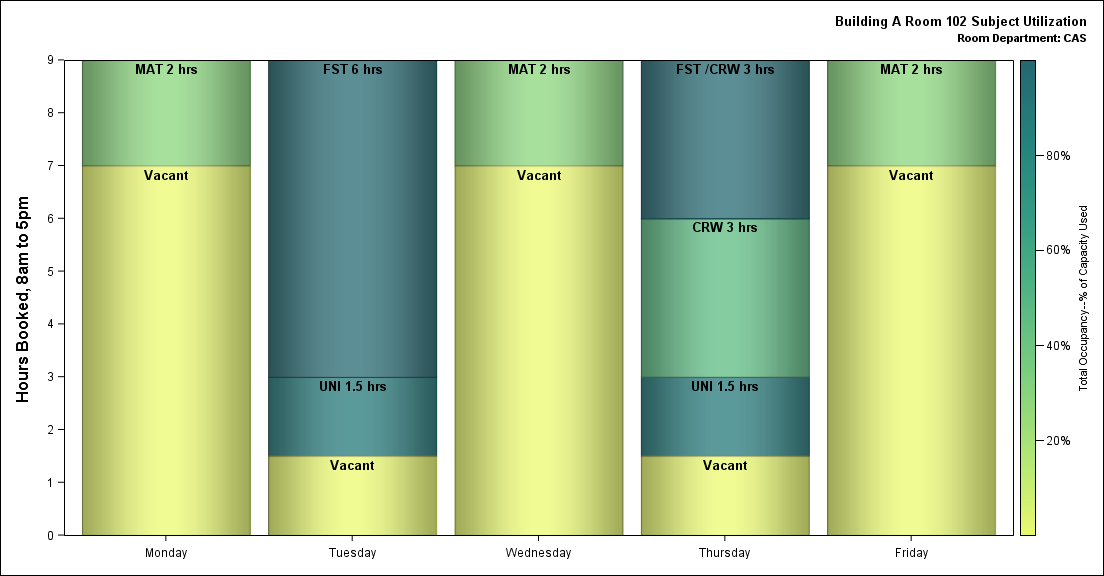 Building A Room 102 Subject Utilization
Room Department: CAS
Hours Booked, 8am to 5pm
9
8
7
6
5
4
3
2
1
0
MAT 2 hrs
Vacant
FST 6 hrs
UNI 1.5 hrs
Vacant
MAT 2 hrs
Vacant
FST /CRW 3 hrs
CRW 3 hrs
UNI 1.5 hrs
Vacant
MAT 2 hrs
Vacant
Monday
Tuesday
Wednesday
Thursday
Friday
80%
60%
40%
20%
Total Occupancy--% of Capacity Used